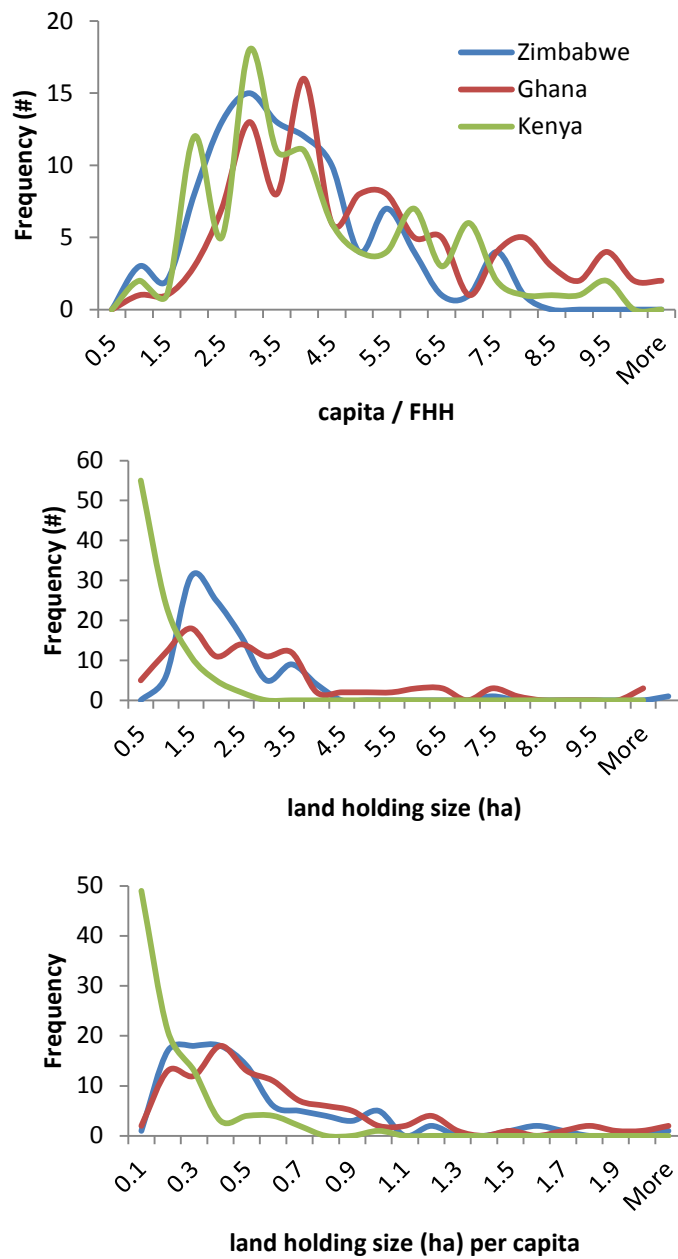 20
15
10
5
0
Frequency (#)
Zimbabwe
Ghana
Kenya
0.5 1.5 2.5 3.5 4.5 5.5 6.5 7.5 8.5 9.5 More
capita / FHH
60
50
40
30
20
10
0
Frequency (#)
0.5 1.5 2.5 3.5 4.5 5.5 6.5 7.5 8.5 9.5 More
land holding size (ha)
50
40
30
20
10
0
Frequency
0.1 0.3 0.5 0.7 0.9 1.1 1.3 1.5 1.7 1.9 More
land holding size (ha) per capita